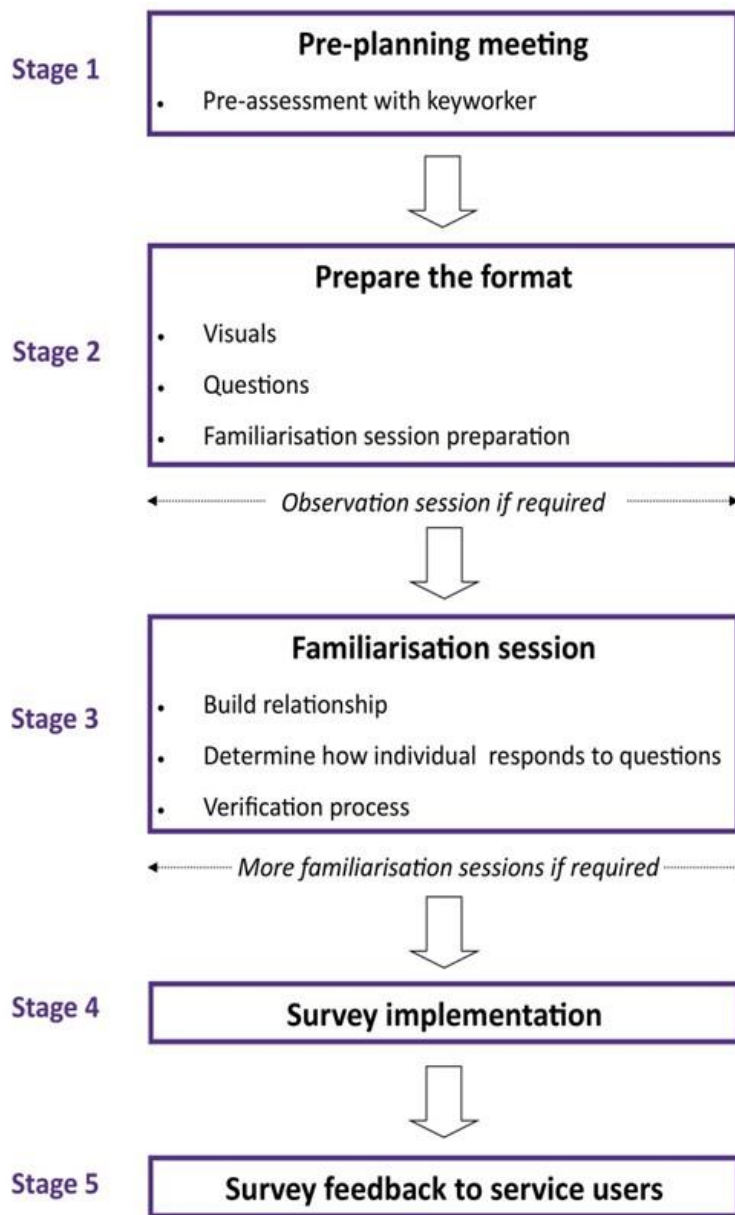 Stage 1
Pre-planning meeting
• Pre-assessment with keyworker
Stage 2
Prepare the format
• Visuals
• Questions
• Familiarisation session preparation
Observation session if required
Stage 3
Familiarisation session
• Build relationship
• Determine how individual responds to questions
• Verification process
More familiarisation sessions if required
Stage 4
Survey implementation
Stage 5
Survey feedback to service users